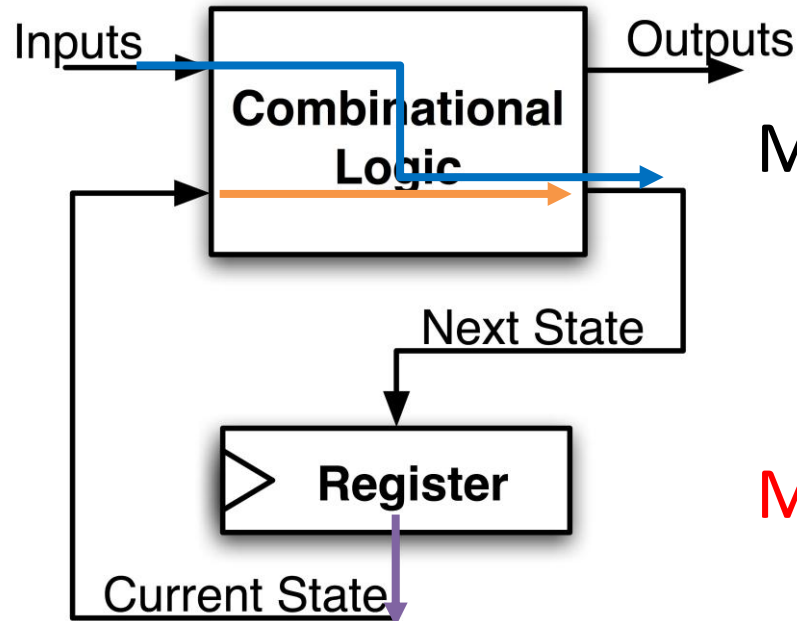 Inputs
Outputs
Combinational
Logic
M
Next State
Register
M
Current State